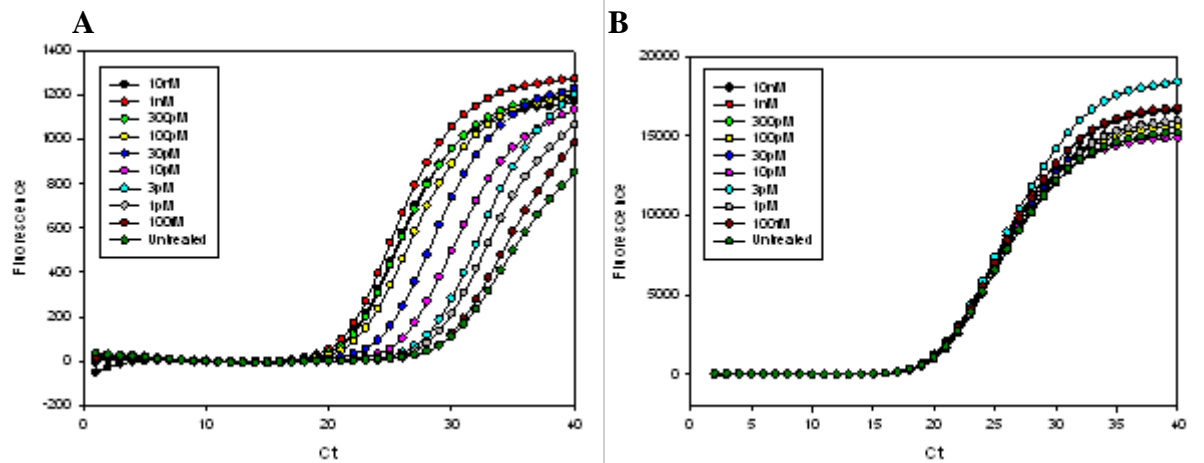 A
1400
1200
1000
800
600
400
200
0
-200
Fluorescence
10nM
1nM
300pM
100pM
30pM
10pM
3pM
1pM
100fM
Untreated
0
10
20
30
40
Ct
B
20000
15000
10000
5000
0
Fluorescence
10nM
1nM
300pM
100pM
30pM
10pM
3pM
1pM
100fM
Untreated
0
5
10
15
20
25
30
35
40
Ct